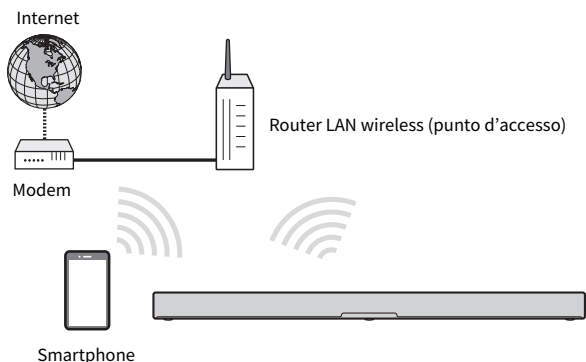 Internet
Router LAN wireless (punto d’accesso)
Modem
Smartphone